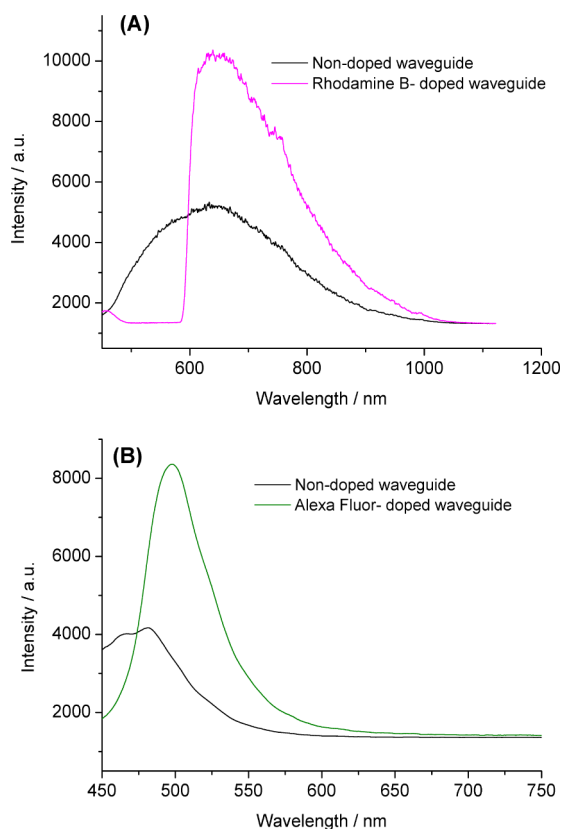 (A)
Non-doped waveguide
Rhodamine B- doped waveguide
Intensity / a.u.
10000
8000
6000
4000
2000
600
800
1000
1200
Wavelength / nm
(B)
Non-doped waveguide
Alexa Fluor- doped waveguide
Intensity / a.u.
8000
6000
4000
2000
450
500
550
600
650
700
750
Wavelength / nm